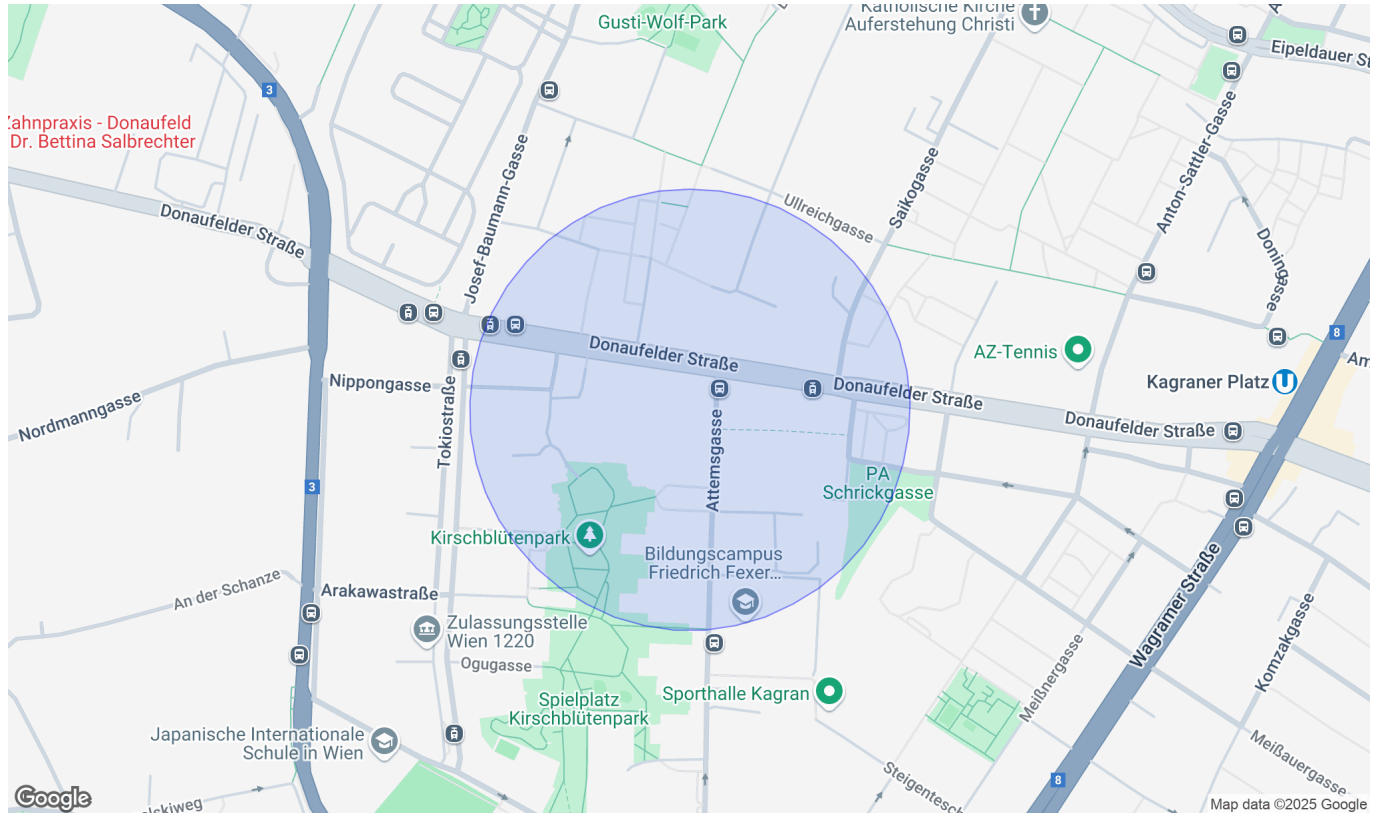 Gusti-Wolf-Park
Katholische Kirche
Auferstehung Christi
Eipeldauer St
3
Zahnpraxis - Donaufeld
Dr. Bettina Salbrechter
Josef-Baumann-Gasse
Saikogasse
Anton-Sattler-Gasse
Donaufelder Straße
Ullreichgasse
Doningasse
8
Donaufelder Straße
AZ-Tennis
Am
Nippongasse
Donaufelder Straße
Kagraner Platz
Nordmanngasse
Tokiostraße
Attemsgasse
Donaufelder Straße
3
PA
Schrickgasse
Kirschblütenpark
Bildungscampus
Friedrich Fexer...
An der Schanze
Arakawastraße
Zulassungsstelle
Wien 1220
Wagramer Straße
Komzakgasse
Ogugasse
Meißnergasse
Sporthalle Kagran
Spielplatz
Kirschblütenpark
Japanische Internationale
Schule in Wien
Meißauergasse
Steigentesch
8
Google
alskiweg
Map data ©2025 Google